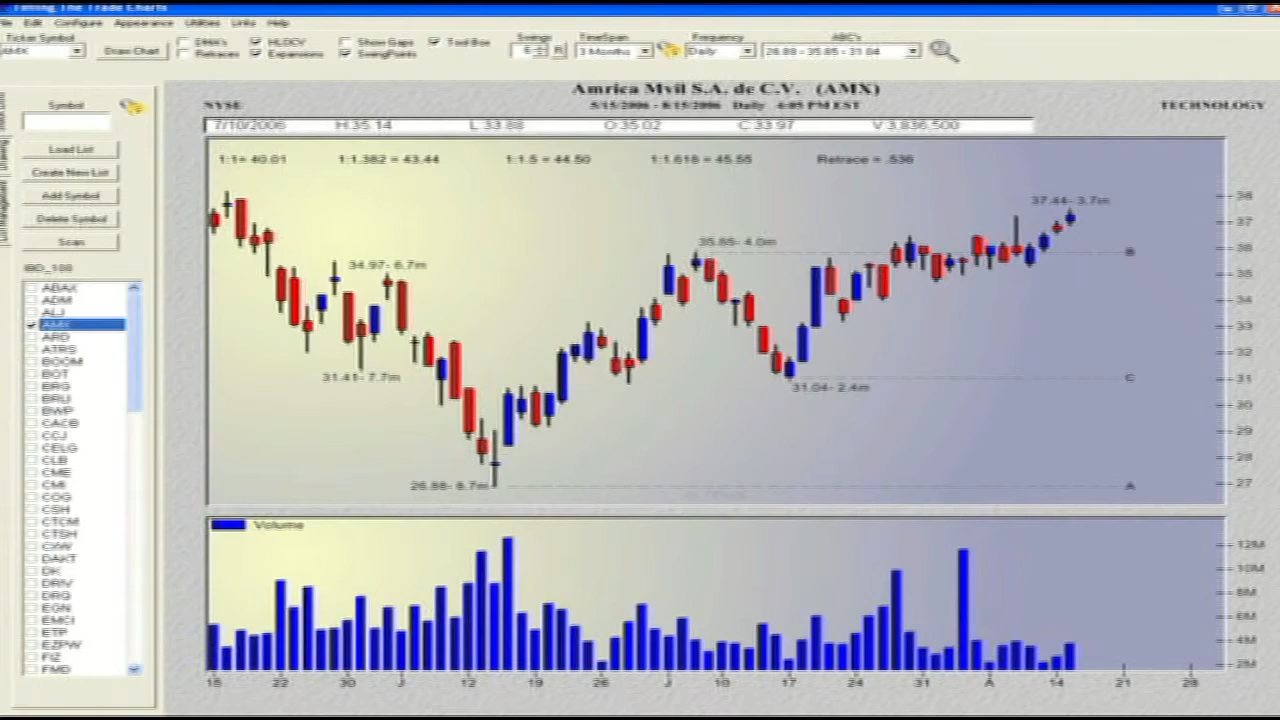 Timing The Trade Charts
File Edit Configure Appearance Utilities Links Help
Ticker Symbol
AMX
Draw Chart
DMA's
Retraces
HLOCV
Expansions
Show Gaps
SwingPoints
Tool Box
Swings
6
R
TimeSpan
3 Months
Frequency
Daily
ABC's
26.88 - 35.85 - 31.04
Amrica Mvil S.A. de C.V. (AMX)
NYSE
5/15/2006 - 8/15/2006 Daily 4:05 PM EST
TECHNOLOGY
7/10/2006 H:35.14 L:33.88 O:35.02 C:33.97 V:3,836,500
1:1= 40.01 1:1.382 = 43.44 1:1.5 = 44.50 1:1.618 = 45.55 Retrace = .536
Symbol
Load List
Create New List
Add Symbol
Delete Symbol
Scan
IBD_100
ABAX
ADM
ALJ
AMX
ARD
ATRS
BOOM
BOT
BRG
BRU
BWP
CACB
CCJ
CELG
CLB
CME
CMI
COG
CSH
CTCM
CTSH
CXW
DAKT
DK
DRIV
DRQ
EGN
EMCI
ETP
EZPW
FIZ
FMD
34.97- 6.7m
31.41- 7.7m
26.88- 8.7m
35.85- 4.0m
31.04- 2.4m
37.44- 3.7m
B
C
A
38
37
36
35
34
33
32
31
30
29
28
27
Volume
12M
10M
8M
6M
4M
2M
15 22 30 J 12 19 26 J 10 17 24 31 A 14 21 28